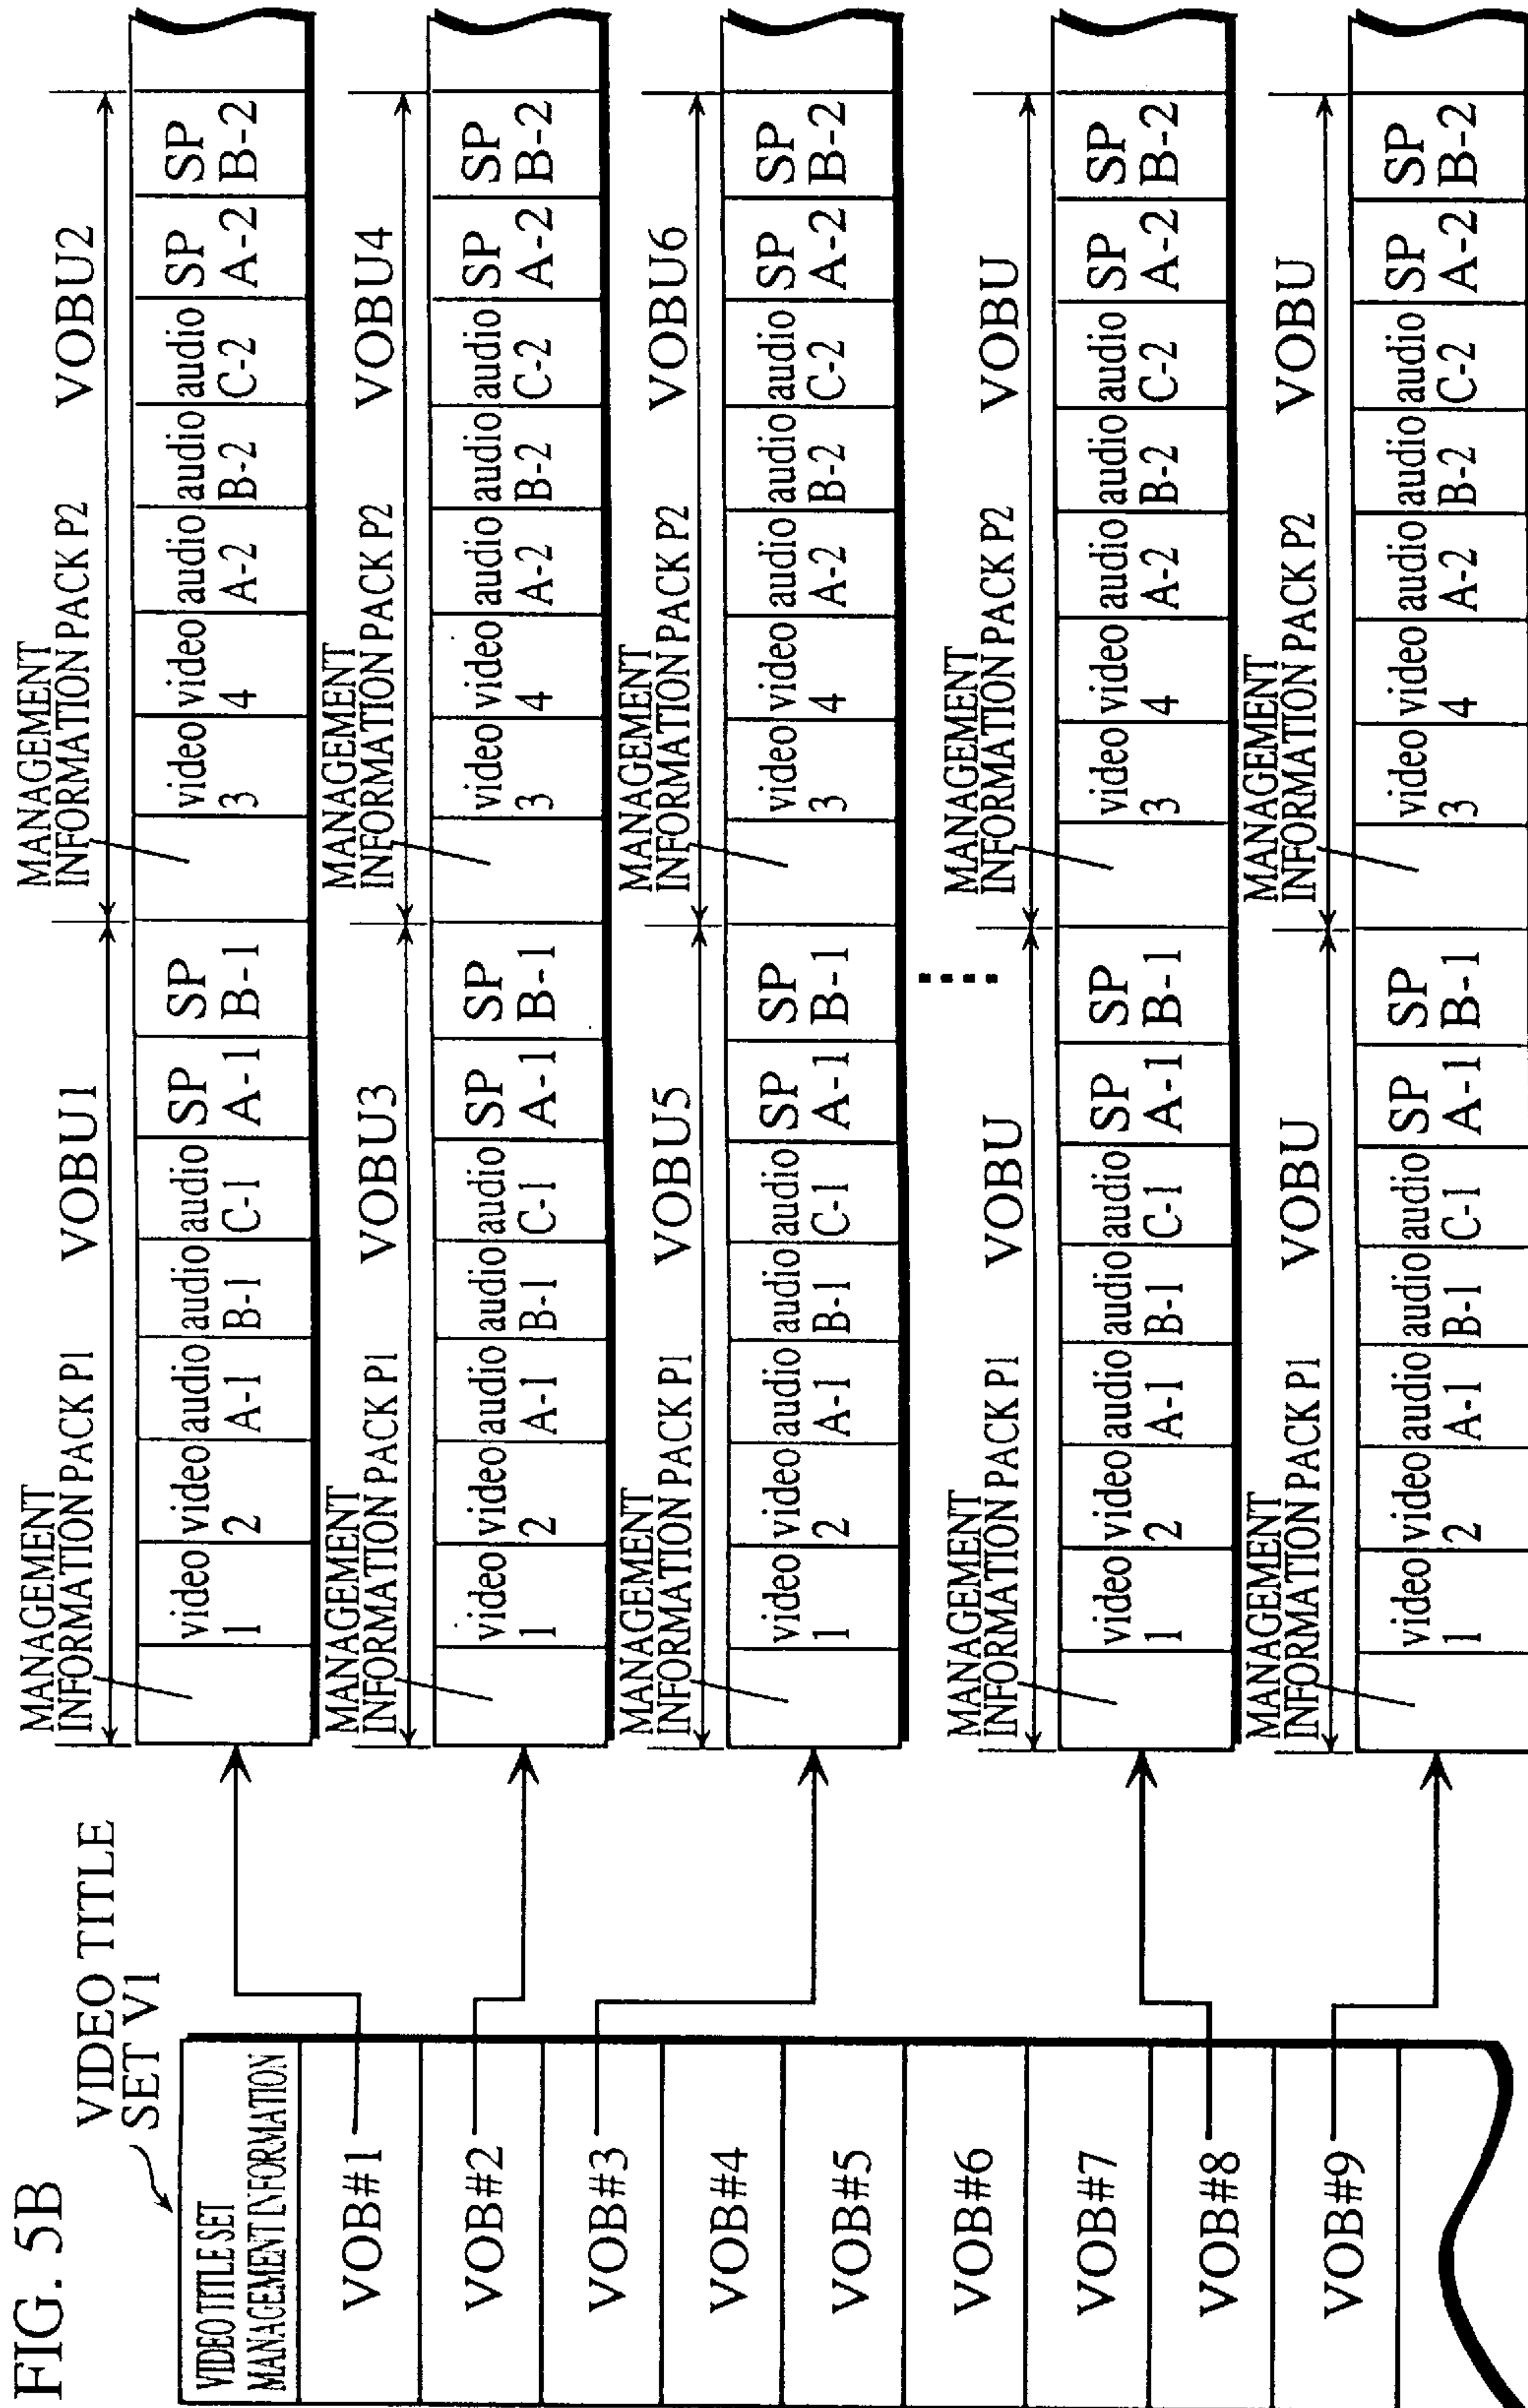 FIG. 5B
VIDEO TITLE
SET V1
VIDEO TITLE SET
MANAGEMENT INFORMATION
VOB#1
VOB#2
VOB#3
VOB#4
VOB#5
VOB#6
VOB#7
VOB#8
VOB#9
MANAGEMENT
INFORMATION PACK P1
VOBU1
MANAGEMENT
INFORMATION PACK P2
VOBU2
video video audio audio audio SP SP
1 2 A-1 B-1 C-1 A-1 B-1
video video audio audio audio SP SP
3 4 A-2 B-2 C-2 A-2 B-2
MANAGEMENT
INFORMATION PACK P1
VOBU3
MANAGEMENT
INFORMATION PACK P2
VOBU4
video video audio audio audio SP SP
1 2 A-1 B-1 C-1 A-1 B-1
video video audio audio audio SP SP
3 4 A-2 B-2 C-2 A-2 B-2
MANAGEMENT
INFORMATION PACK P1
VOBU5
MANAGEMENT
INFORMATION PACK P2
VOBU6
video video audio audio audio SP SP
1 2 A-1 B-1 C-1 A-1 B-1
video video audio audio audio SP SP
3 4 A-2 B-2 C-2 A-2 B-2
MANAGEMENT
INFORMATION PACK P1
VOBU
MANAGEMENT
INFORMATION PACK P2
VOBU
video video audio audio audio SP SP
1 2 A-1 B-1 C-1 A-1 B-1
video video audio audio audio SP SP
3 4 A-2 B-2 C-2 A-2 B-2
MANAGEMENT
INFORMATION PACK P1
VOBU
MANAGEMENT
INFORMATION PACK P2
VOBU
video video audio audio audio SP SP
1 2 A-1 B-1 C-1 A-1 B-1
video video audio audio audio SP SP
3 4 A-2 B-2 C-2 A-2 B-2